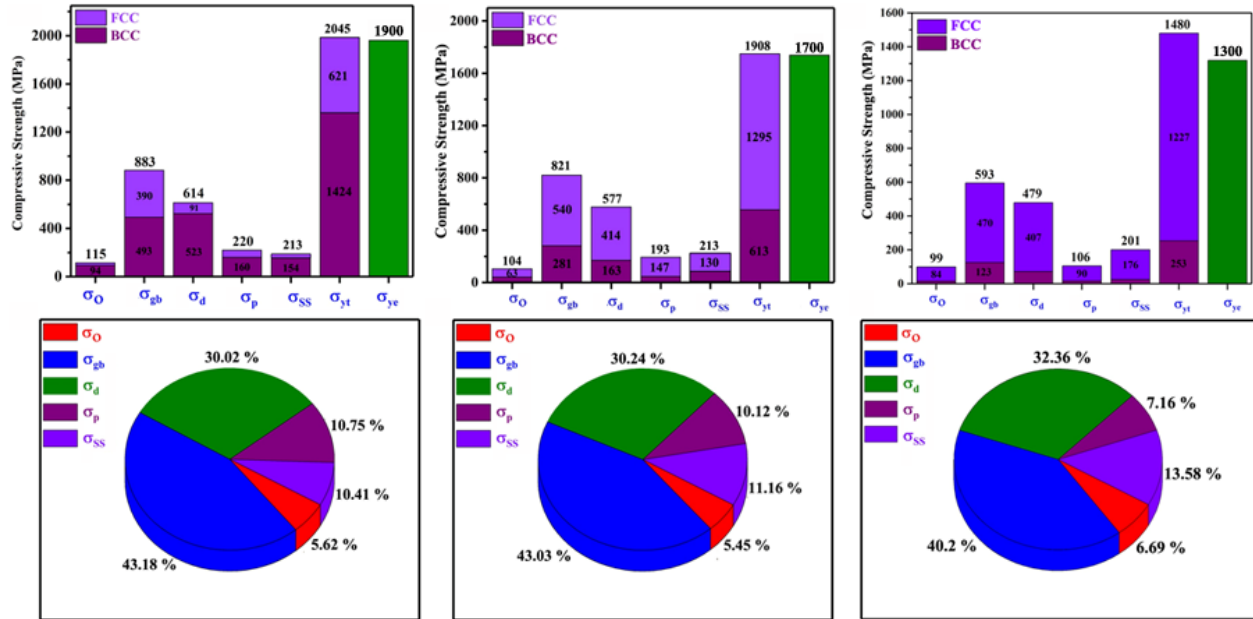 FCC
BCC
Compressive Strength (MPa)
2000
1600
1200
800
400
0
115
94
883
390
493
614
91
523
220
160
213
154
2045
621
1424
1900
σO
σgb
σd
σp
σSS
σyt
σye
FCC
BCC
Compressive Strength (MPa)
2000
1600
1200
800
400
0
104
63
821
540
281
577
414
163
193
147
213
130
1908
1295
613
1700
σO
σgb
σd
σp
σSS
σyt
σye
FCC
BCC
Compressive Strength (MPa)
1600
1400
1200
1000
800
600
400
200
0
99
84
593
470
123
479
407
106
90
201
176
1480
1227
253
1300
σO
σgb
σd
σp
σSS
σyt
σye
σO
σgb
σd
σp
σSS
30.02 %
10.75 %
10.41 %
5.62 %
43.18 %
σO
σgb
σd
σp
σSS
30.24 %
10.12 %
11.16 %
5.45 %
43.03 %
σO
σgb
σd
σp
σSS
32.36 %
7.16 %
13.58 %
6.69 %
40.2 %